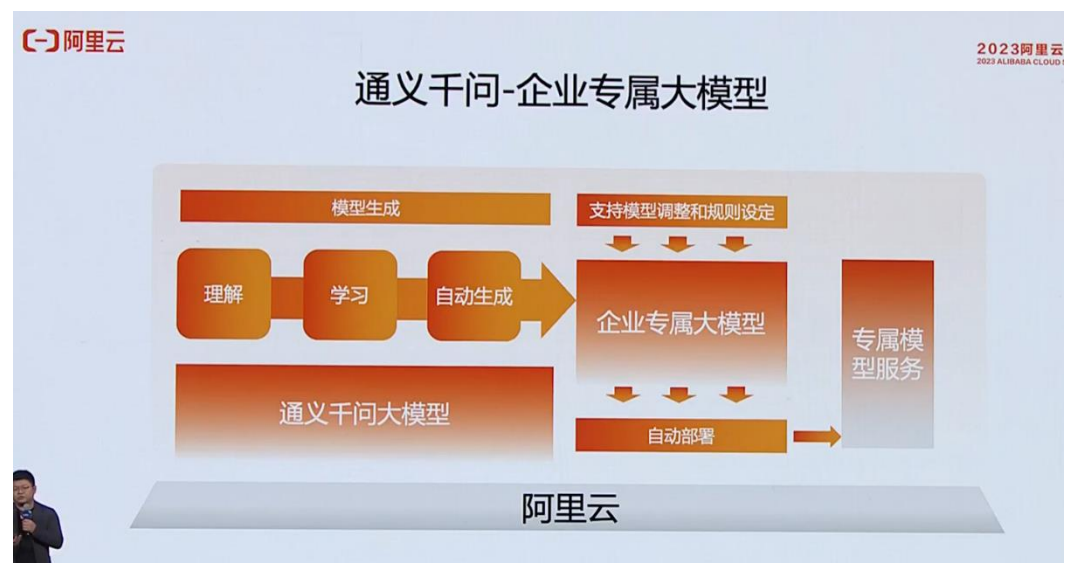 阿里云
2023阿里云
2023 ALIBABA CLOUD
通义千问-企业专属大模型
模型生成
支持模型调整和规则设定
理解
学习
自动生成
企业专属大模型
专属模
型服务
通义千问大模型
自动部署
阿里云